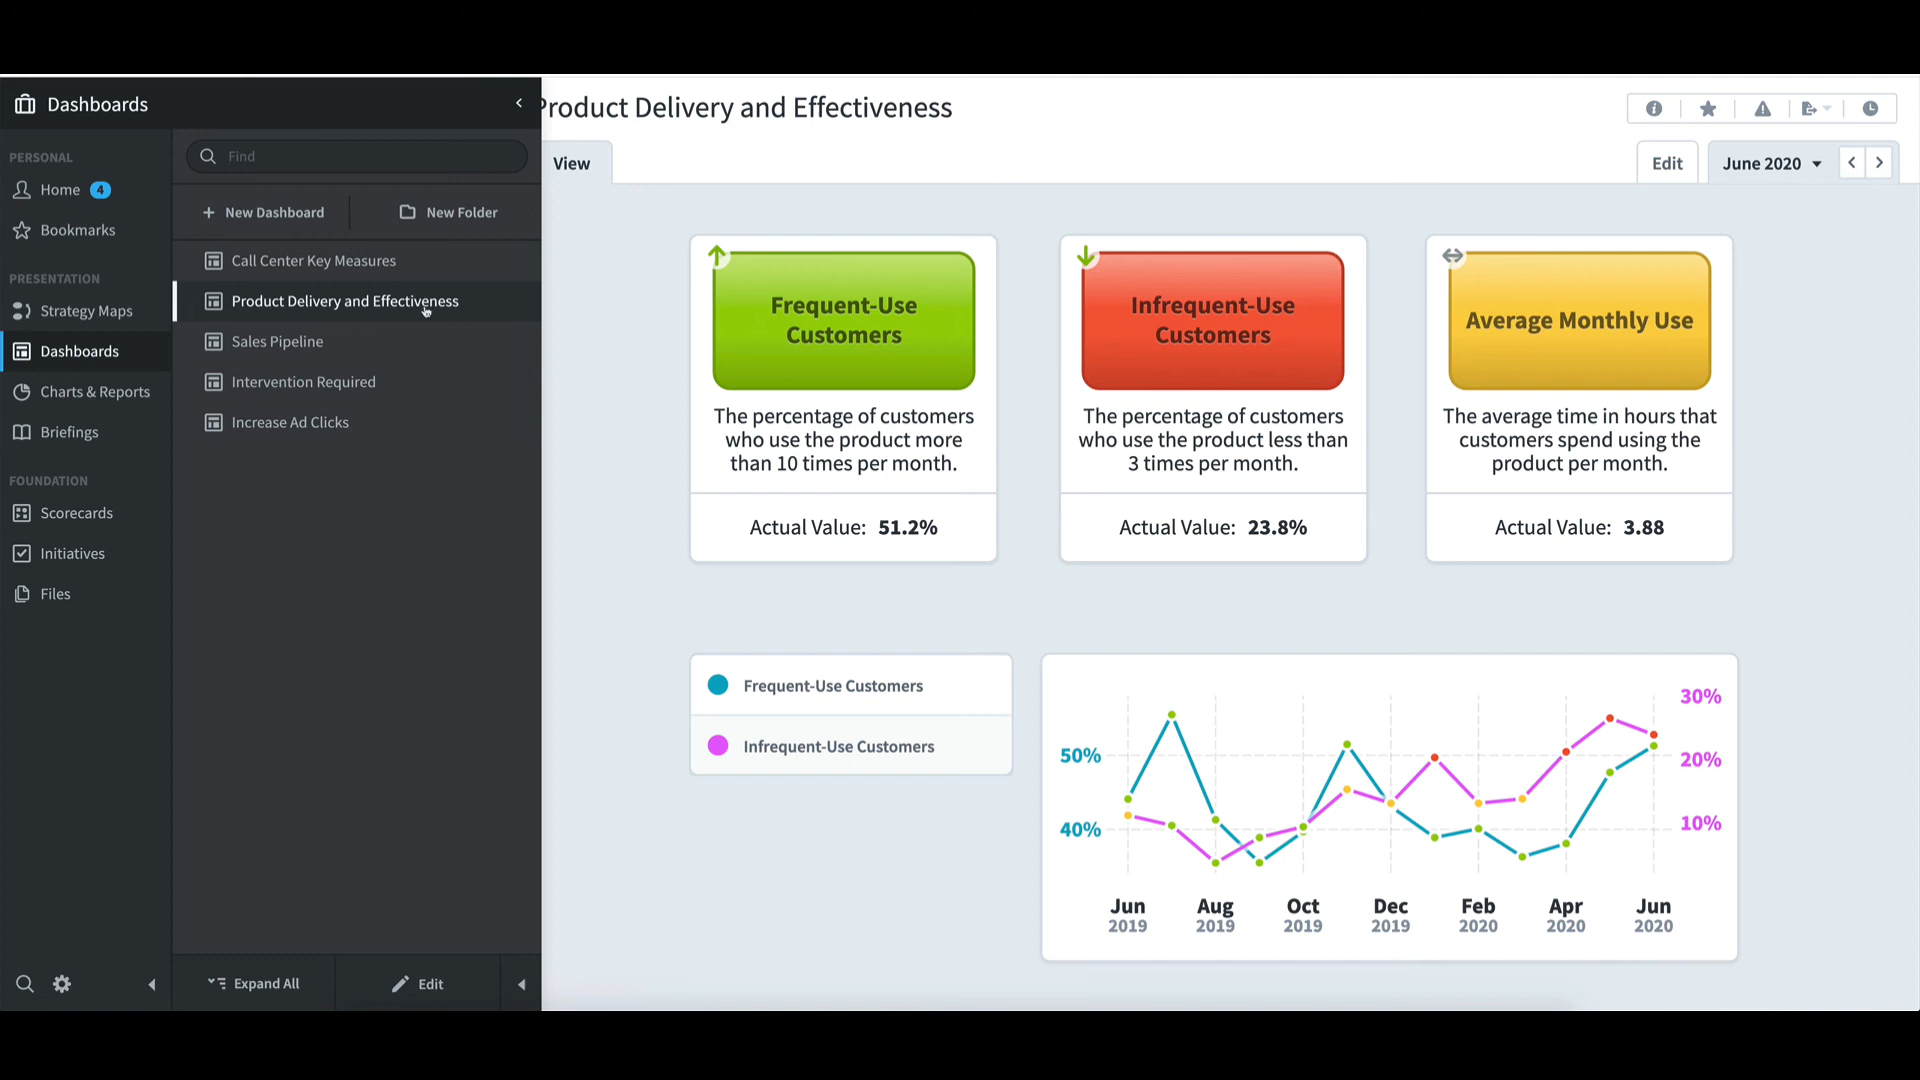 Dashboards
PERSONAL
Home 4
Bookmarks
PRESENTATION
Strategy Maps
Dashboards
Charts & Reports
Briefings
FOUNDATION
Scorecards
Initiatives
Files
Find
New Dashboard
New Folder
Call Center Key Measures
Product Delivery and Effectiveness
Sales Pipeline
Intervention Required
Increase Ad Clicks
Expand All
Edit
Product Delivery and Effectiveness
View
Edit
June 2020
Frequent-Use
Customers
The percentage of customers
who use the product more
than 10 times per month.
Actual Value: 51.2%
Infrequent-Use
Customers
The percentage of customers
who use the product less than
3 times per month.
Actual Value: 23.8%
Average Monthly Use
The average time in hours that
customers spend using the
product per month.
Actual Value: 3.88
Frequent-Use Customers
Infrequent-Use Customers
30%
50%
20%
40%
10%
Jun Aug Oct Dec Feb Apr Jun
2019 2019 2019 2019 2020 2020 2020